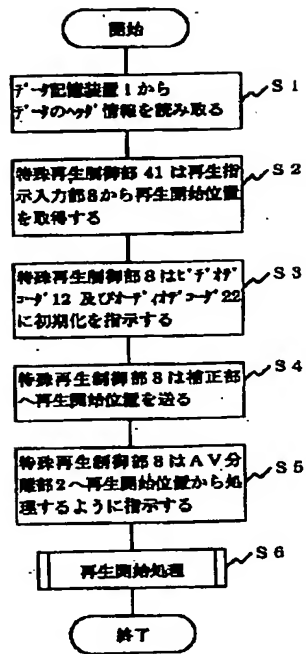 開始
データ記憶装置1から
データのヘッダ情報を読み取る
S1
特殊再生制御部41は再生指
示入力部8から再生開始位置
を取得する
S2
特殊再生制御部8はビデオデ
コーダ12及びオーディオデコーダ22
に初期化を指示する
S3
特殊再生制御部8は補正部
へ再生開始位置を送る
S4
特殊再生制御部8はAV分
離部2へ再生開始位置から処
理するように指示する
S5
再生開始処理
S6
終了